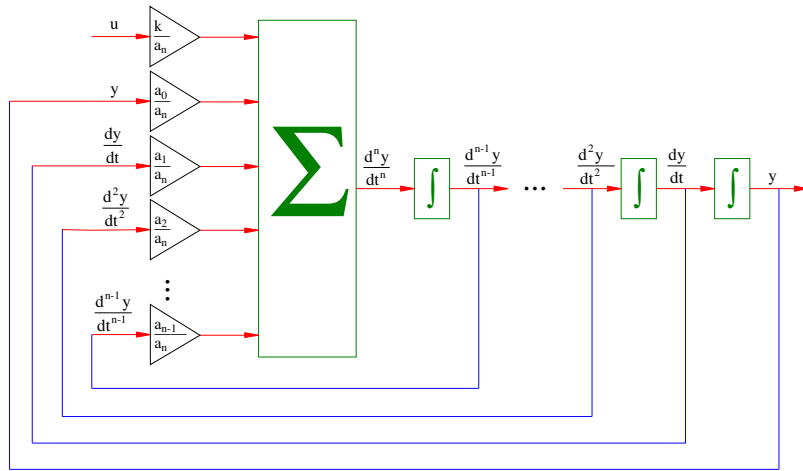 u
k/a_n
y
a_0/a_n
dy/dt
a_1/a_n
d^2y/dt^2
a_2/a_n
⋮
d^{n-1}y/dt^{n-1}
a_{n-1}/a_n
Σ
d^ny/dt^n
∫
d^{n-1}y/dt^{n-1}
...
d^2y/dt^2
∫
dy/dt
∫
y